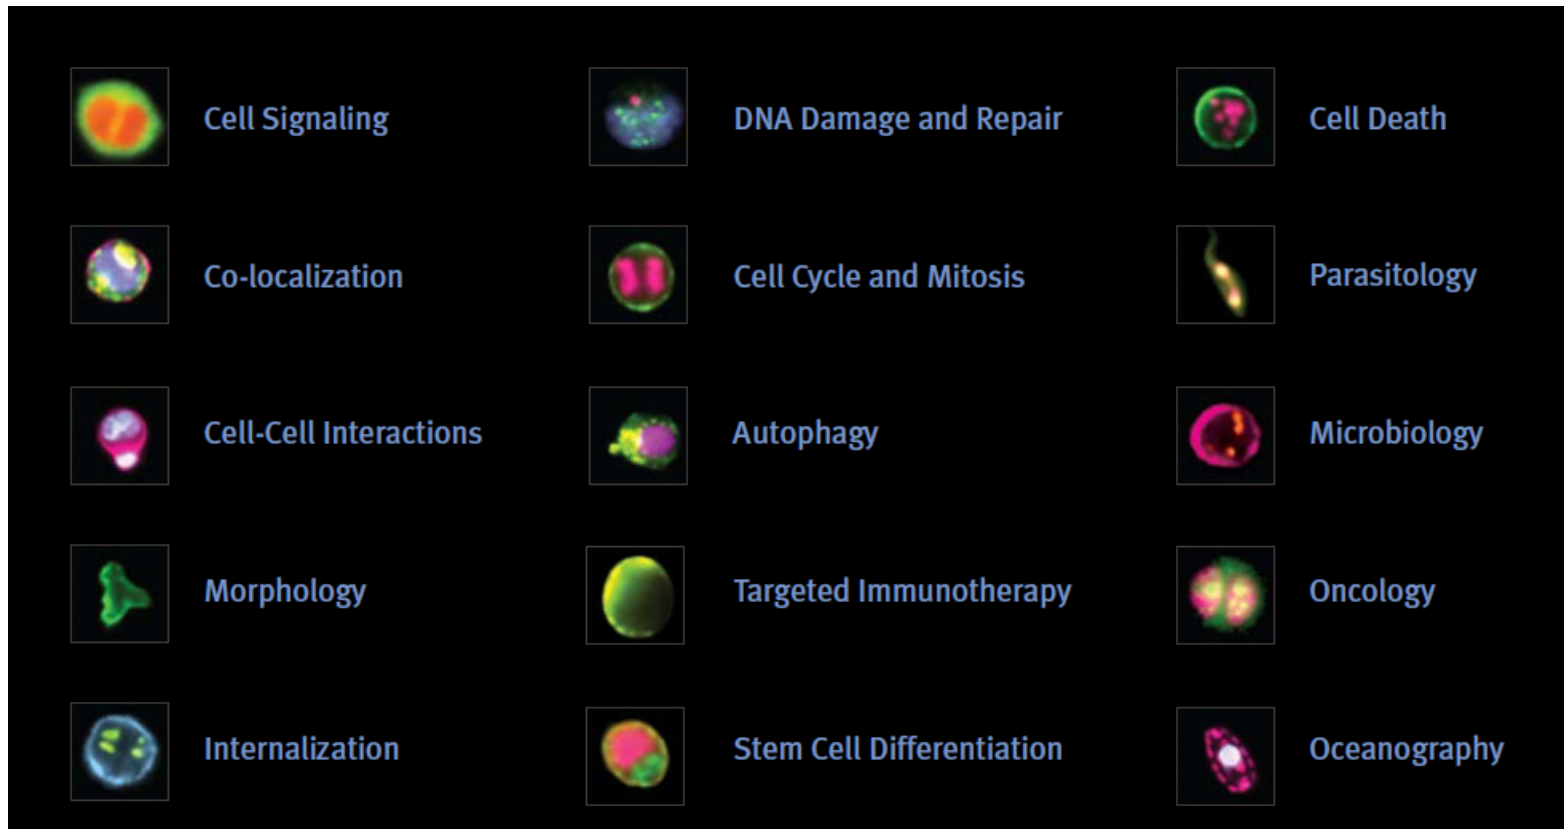 Cell Signaling
DNA Damage and Repair
Cell Death
Co-localization
Cell Cycle and Mitosis
Parasitology
Cell-Cell Interactions
Autophagy
Microbiology
Morphology
Targeted Immunotherapy
Oncology
Internalization
Stem Cell Differentiation
Oceanography